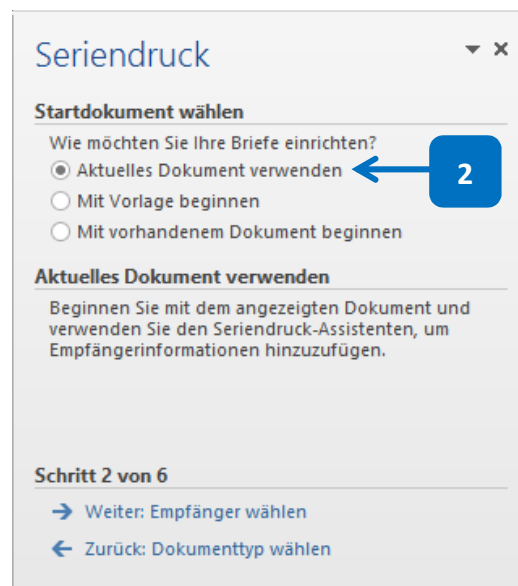 Seriendruck
Startdokument wählen
Wie möchten Sie Ihre Briefe einrichten?
Aktuelles Dokument verwenden
2
Mit Vorlage beginnen
Mit vorhandenem Dokument beginnen
Aktuelles Dokument verwenden
Beginnen Sie mit dem angezeigten Dokument und
verwenden Sie den Seriendruck-Assistenten, um
Empfängerinformationen hinzuzufügen.
Schritt 2 von 6
Weiter: Empfänger wählen
Zurück: Dokumenttyp wählen